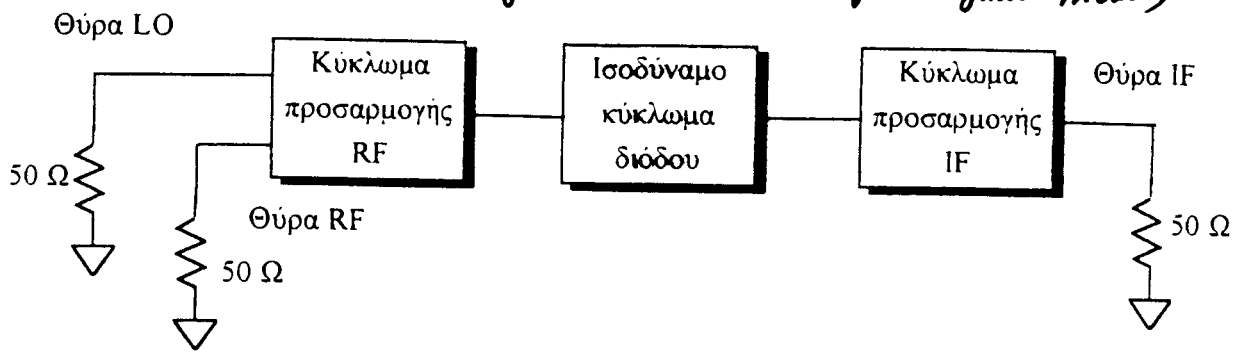 Θύρα LO
Κύκλωμα
προσαρμογής
RF
Ισοδύναμο
κύκλωμα
διόδου
Κύκλωμα
προσαρμογής
IF
Θύρα IF
50 Ω
Θύρα RF
50 Ω
50 Ω